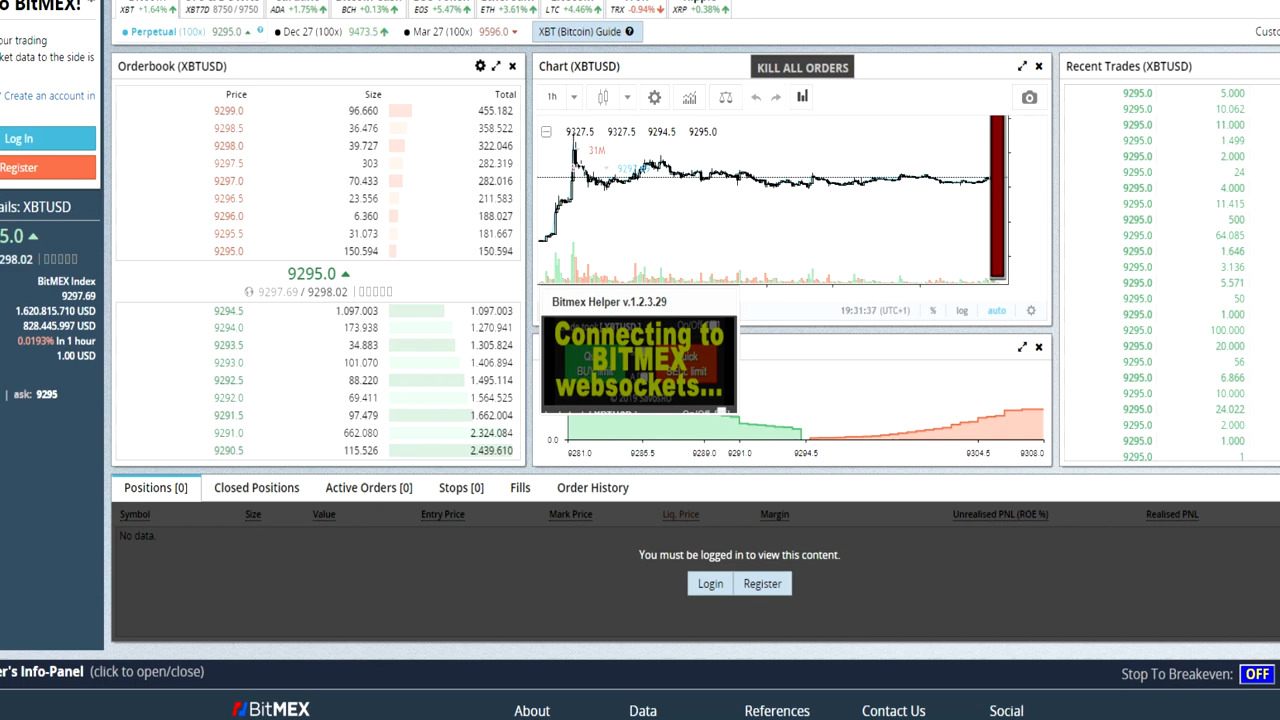 o BitMEX!
our trading
ket data to the side is
Create an account in
Log In
Register
ails: XBTUSD
5.0
298.02
BitMEX Index
9297.69
1.620.815.710 USD
828.445.997 USD
0.0193% In 1 hour
1.00 USD
| ask: 9295
XBT +1.64% XBT7D 8750 / 9750 ADA +1.75% BCH +0.13% EOS +5.47% ETH +3.61% LTC +4.46% TRX -0.94% XRP +0.38%
Perpetual (100x) 9295.0 Dec 27 (100x) 9473.5 Mar 27 (100x) 9596.0 XBT (Bitcoin) Guide
Custo
Orderbook (XBTUSD)
Price Size Total
9299.0 96.660 455.182
9298.5 36.476 358.522
9298.0 39.727 322.046
9297.5 303 282.319
9297.0 70.433 282.016
9296.5 23.556 211.583
9296.0 6.360 188.027
9295.5 31.073 181.667
9295.0 150.594 150.594
9295.0
9297.69 / 9298.02
9294.5 1.097.003 1.097.003
9294.0 173.938 1.270.941
9293.5 34.883 1.305.824
9293.0 101.070 1.406.894
9292.5 88.220 1.495.114
9292.0 69.411 1.564.525
9291.5 97.479 1.662.004
9291.0 662.080 2.324.084
9290.5 115.526 2.439.610
Chart (XBTUSD)
KILL ALL ORDERS
1h
9327.5 9327.5 9294.5 9295.0
31M
19:31:37 (UTC+1) % log auto
Bitmex Helper v.1.2.3.29
Connecting to
BITMEX
websockets...
© 2019
0.0
9281.0 9285.5 9289.0 9291.0 9294.5 9304.5 9308.0
Recent Trades (XBTUSD)
9295.0 5.000
9295.0 10.062
9295.0 11.000
9295.0 1.499
9295.0 2.000
9295.0 24
9295.0 4.000
9295.0 11.415
9295.0 500
9295.0 64.085
9295.0 1.646
9295.0 3.136
9295.0 5.571
9295.0 50
9295.0 1.000
9295.0 100.000
9295.0 20.000
9295.0 56
9295.0 6.866
9295.0 10.000
9295.0 24.022
9295.0 2.000
9295.0 1.000
9295.0 1
Positions [0] Closed Positions Active Orders [0] Stops [0] Fills Order History
Symbol Size Value Entry Price Mark Price Liq. Price Margin Unrealised PNL (ROE %) Realised PNL
No data.
You must be logged in to view this content.
Login Register
er's Info-Panel (click to open/close)
Stop To Breakeven: OFF
BitMEX About Data References Contact Us Social